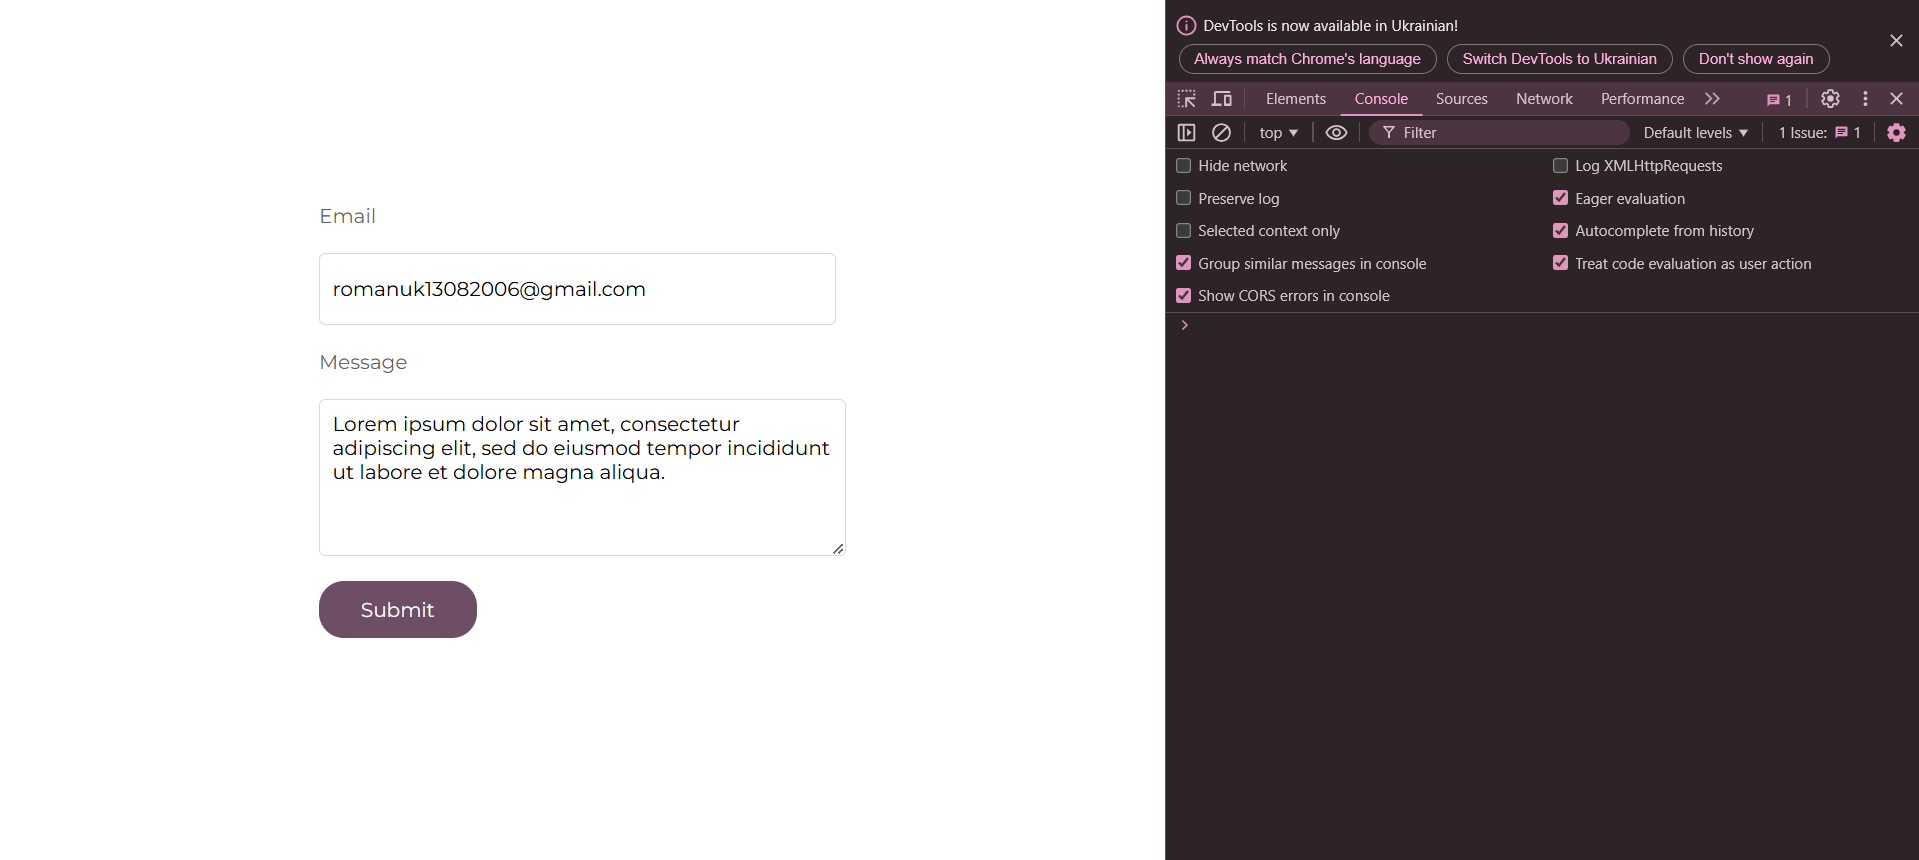 Email
romanuk13082006@gmail.com
Message
Lorem ipsum dolor sit amet, consectetur
adipiscing elit, sed do eiusmod tempor incididunt
ut labore et dolore magna aliqua.
Submit
DevTools is now available in Ukrainian!
Always match Chrome's language
Switch DevTools to Ukrainian
Don't show again
Elements Console Sources Network Performance 1
top Filter Default levels 1 Issue: 1
Hide network
Log XMLHttpRequests
Preserve log
Eager evaluation
Selected context only
Autocomplete from history
Group similar messages in console
Treat code evaluation as user action
Show CORS errors in console